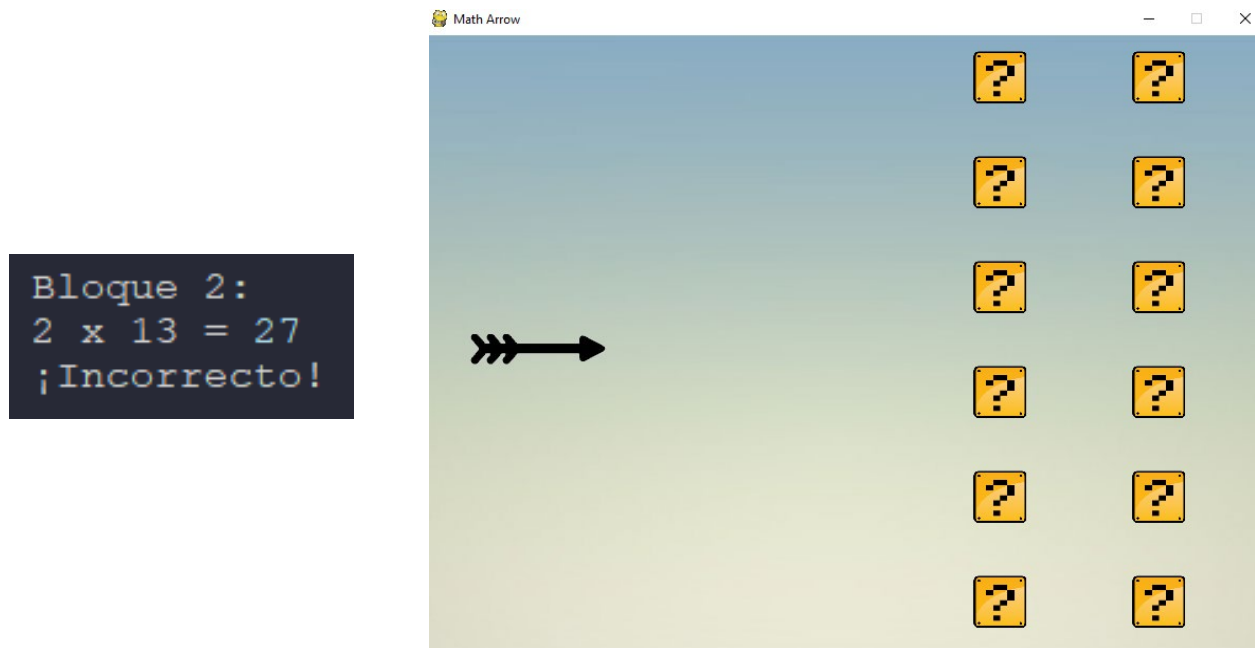 Bloque 2:
2 x 13 = 27
¡Incorrecto!
Math Arrow
? ?
? ?
? ?
? ?
? ?
? ?